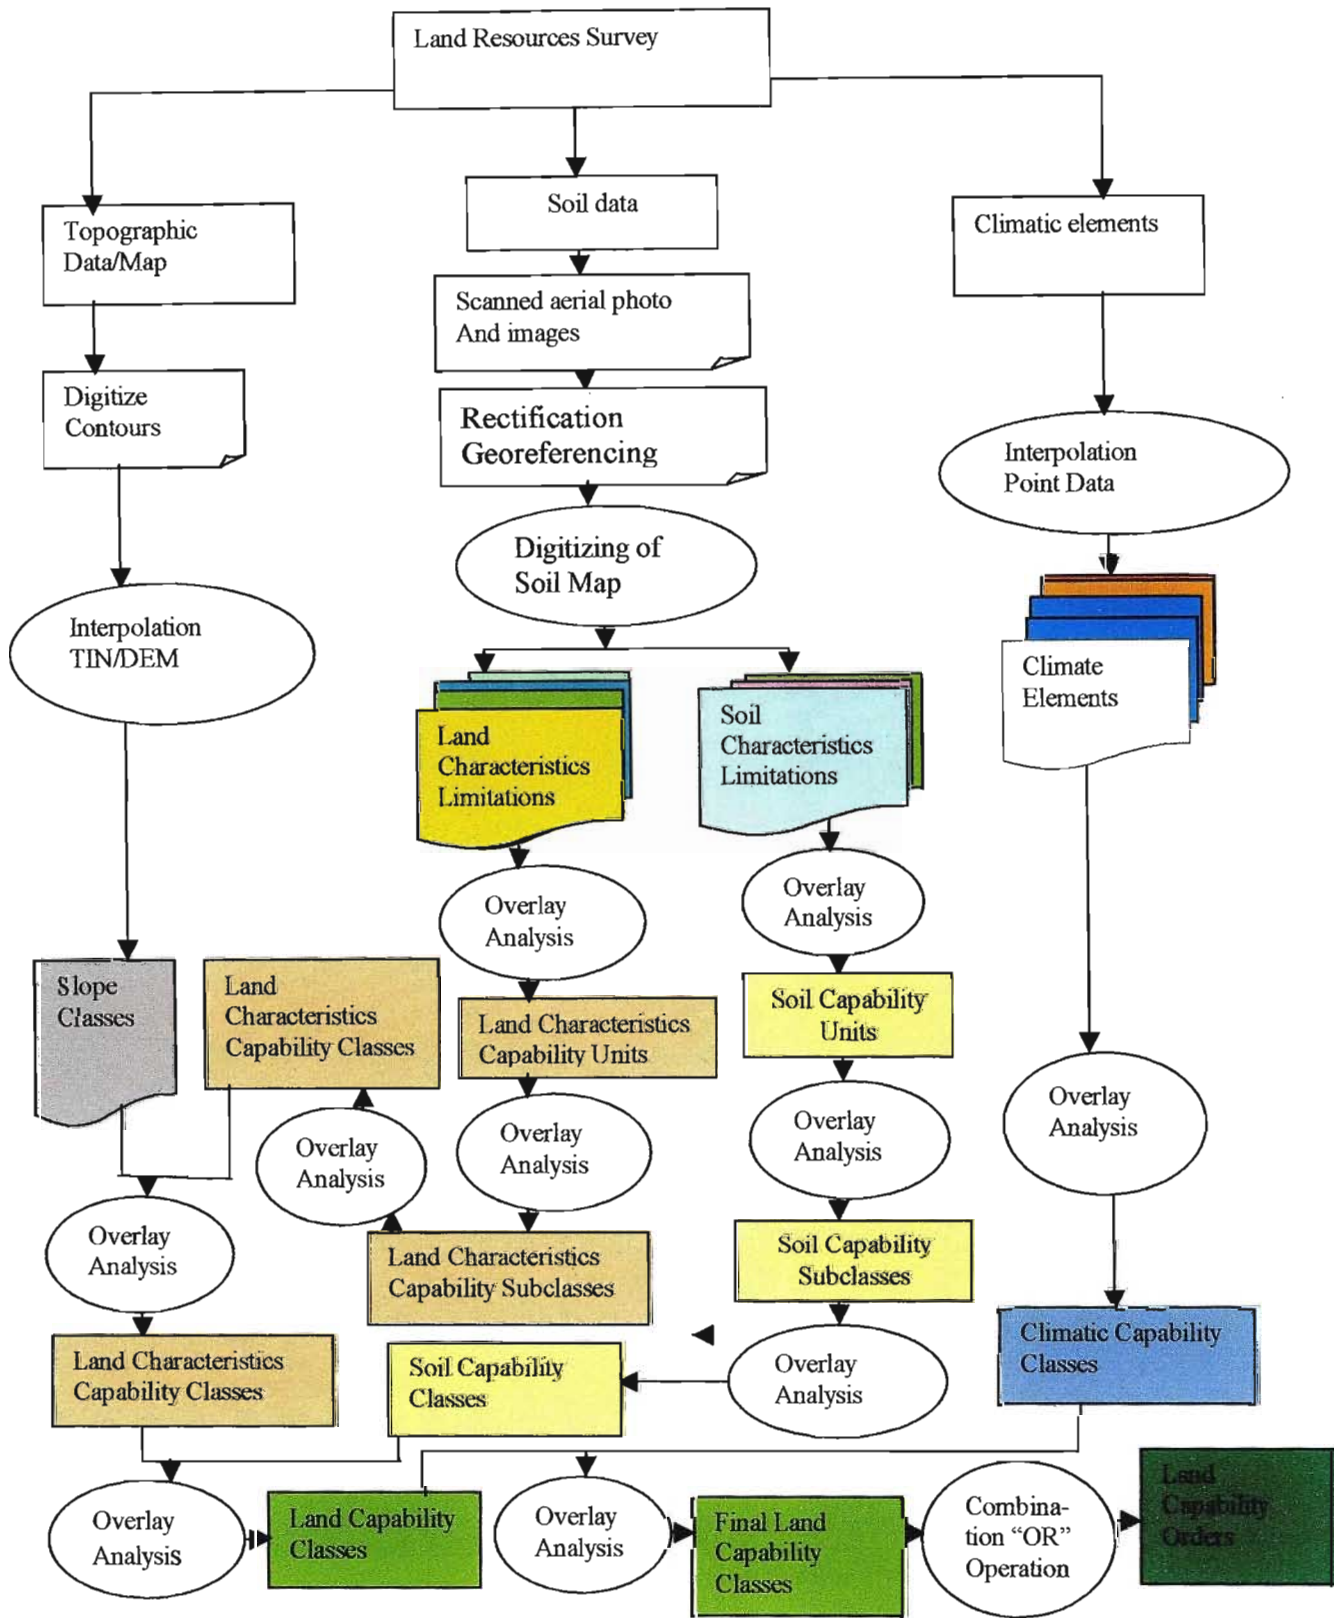 Land Resources Survey
Soil data
Topographic
Data/Map
Climatic elements
Scanned aerial photo
And images
Digitize
Contours
Rectification
Georeferencing
Interpolation
Point Data
Digitizing of
Soil Map
Interpolation
TIN/DEM
Land
Characteristics
Limitations
Soil
Characteristics
Limitations
Climate
Elements
Overlay
Analysis
Overlay
Analysis
Slope
Classes
Land
Characteristics
Capability Classes
Land Characteristics
Capability Units
Soil Capability
Units
Overlay
Analysis
Overlay
Analysis
Overlay
Analysis
Overlay
Analysis
Overlay
Analysis
Land Characteristics
Capability Subclasses
Soil Capability
Subclasses
Land Characteristics
Capability Classes
Soil Capability
Classes
Overlay
Analysis
Climatic Capability
Classes
Overlay
Analysis
Land Capability
Classes
Overlay
Analysis
Final Land
Capability
Classes
Combina-
tion "OR"
Operation
Land
Capability
Orders